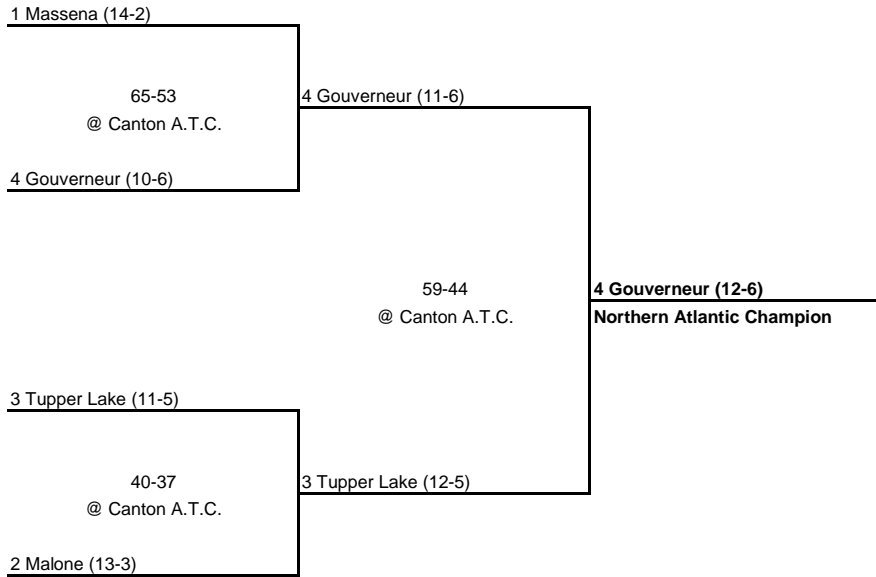 1 Massena (14-2)
65-53
@ Canton A.T.C.
4 Gouverneur (11-6)
4 Gouverneur (10-6)
59-44
@ Canton A.T.C.
4 Gouverneur (12-6)
Northern Atlantic Champion
3 Tupper Lake (11-5)
40-37
@ Canton A.T.C.
3 Tupper Lake (12-5)
2 Malone (13-3)